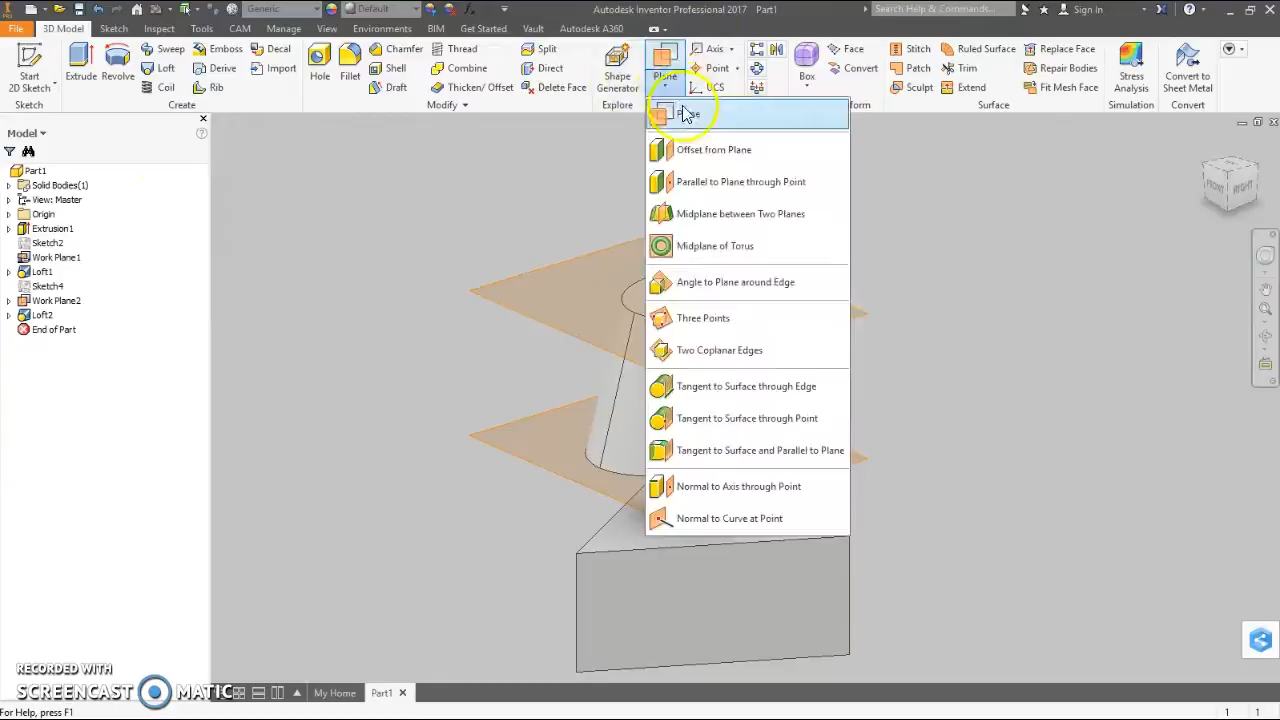 PRO
Generic
Default
Autodesk Inventor Professional 2017 Part1
Search Help & Commands...
Sign In
File 3D Model Sketch Inspect Tools CAM Manage View Environments BIM Get Started Vault Autodesk A360
Start
2D Sketch
Extrude
Revolve
Sweep
Loft
Coil
Emboss
Derive
Rib
Decal
Import
Hole
Fillet
Chamfer
Shell
Draft
Thread
Combine
Thicken/ Offset
Split
Direct
Delete Face
Shape
Generator
Plane
Axis
Point
UCS
Box
Face
Convert
Stitch
Patch
Sculpt
Ruled Surface
Trim
Extend
Replace Face
Repair Bodies
Fit Mesh Face
Stress
Analysis
Convert to
Sheet Metal
Sketch Create Modify Explore form Surface Simulation Convert
Model
Part1
Solid Bodies(1)
View: Master
Origin
Extrusion1
Sketch2
Work Plane1
Loft1
Sketch4
Work Plane2
Loft2
End of Part
Offset from Plane
Parallel to Plane through Point
Midplane between Two Planes
Midplane of Torus
Angle to Plane around Edge
Three Points
Two Coplanar Edges
Tangent to Surface through Edge
Tangent to Surface through Point
Tangent to Surface and Parallel to Plane
Normal to Axis through Point
Normal to Curve at Point
FRONT RIGHT
RECORDED WITH
SCREENCAST MATIC
My Home Part1
For Help, press F1
1 1